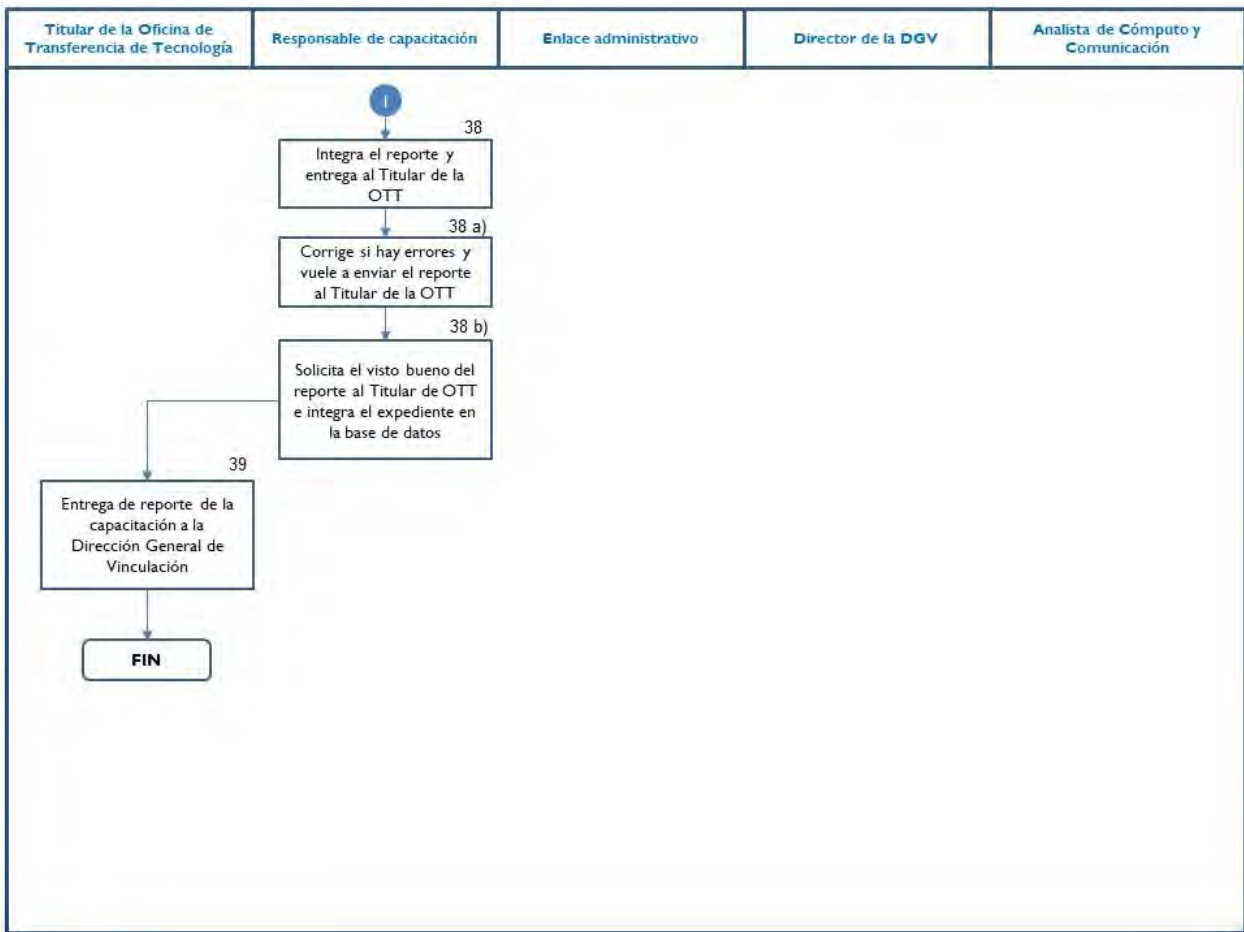 Titular de la Oficina de
Transferencia de Tecnología
Responsable de capacitación
Enlace administrativo
Director de la DGV
Analista de Cómputo y
Comunicación
I
38
Integra el reporte y
entrega al Titular de la
OTT
38 a)
Corrige si hay errores y
vuele a enviar el reporte
al Titular de la OTT
38 b)
Solicita el visto bueno del
reporte al Titular de OTT
e integra el expediente en
la base de datos
39
Entrega de reporte de la
capacitación a la
Dirección General de
Vinculación
FIN